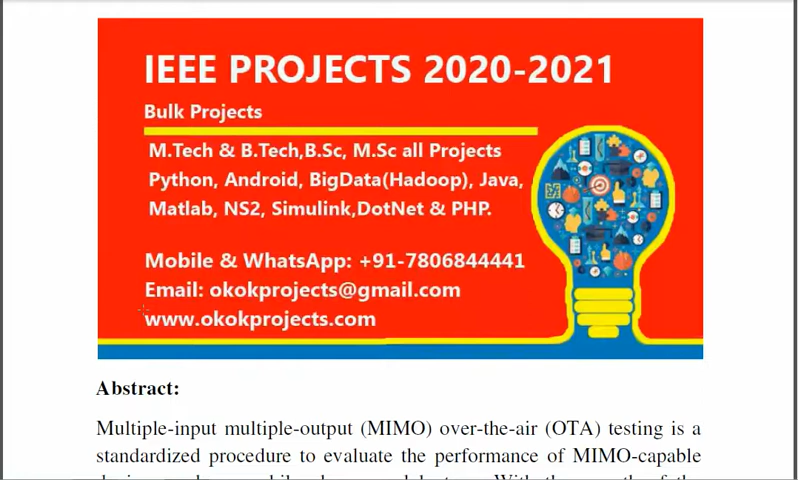 IEEE PROJECTS 2020-2021
Bulk Projects
M.Tech & B.Tech,B.Sc, M.Sc all Projects
Python, Android, BigData(Hadoop), Java,
Matlab, NS2, Simulink,DotNet & PHP.
Mobile & WhatsApp: +91-7806844441
Email: okokprojects@gmail.com
www.okokprojects.com
Abstract:
Multiple-input multiple-output (MIMO) over-the-air (OTA) testing is a
standardized procedure to evaluate the performance of MIMO-capable